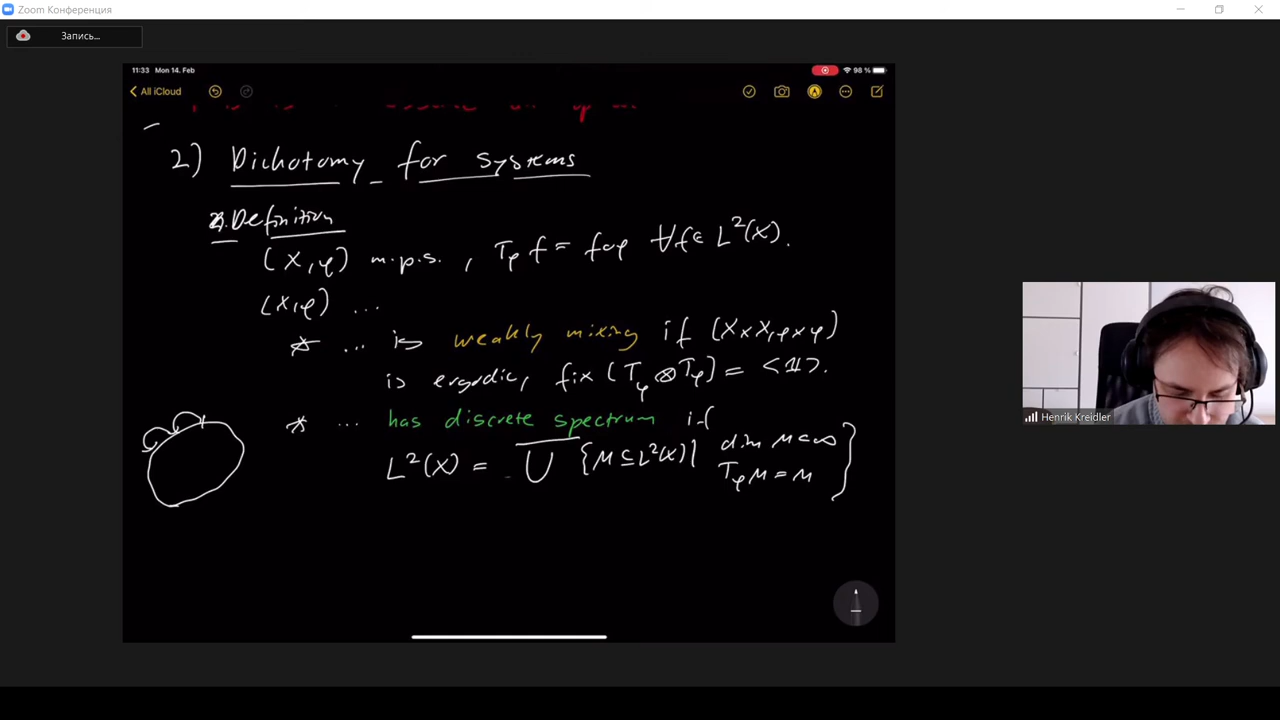 Zoom Конференция
Запись...
11:33 Mon 14. Feb
98 %
All iCloud
2) Dichotomy for systems
2. Definition
(X,φ) m.p.s., T_φ f = f∘φ ∀f∈ L²(X).
(X,φ) ...
* ... is weakly mixing if (X×X,φ×φ)
is ergodic, fix (T_φ ⊗ T_φ) = <1>.
* ... has discrete spectrum if
L²(X) = ⋃ {M ⊆ L²(X) | dim M < ∞
T_φ M = M }
Henrik Kreidler